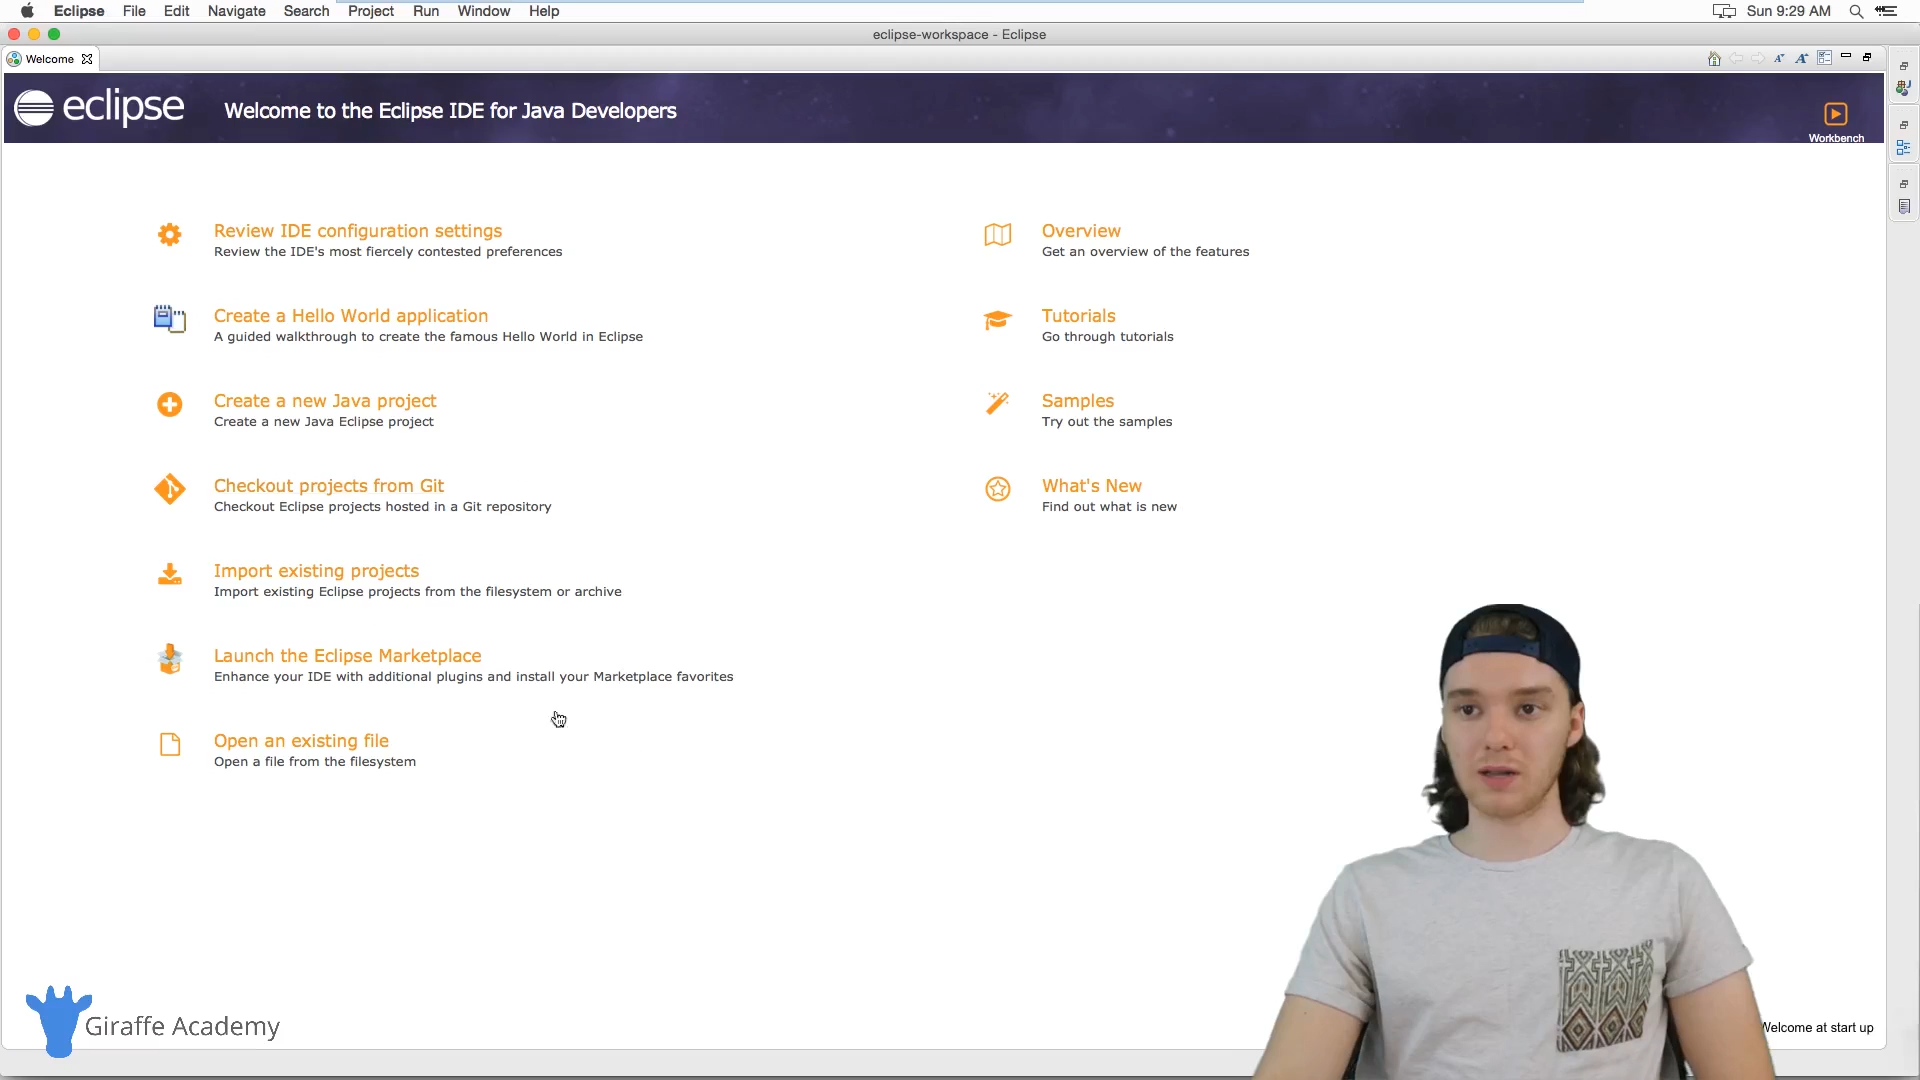 Eclipse File Edit Navigate Search Project Run Window Help
Sun 9:29 AM
eclipse-workspace - Eclipse
Welcome
eclipse
Welcome to the Eclipse IDE for Java Developers
Workbench
Review IDE configuration settings
Review the IDE's most fiercely contested preferences
Overview
Get an overview of the features
Create a Hello World application
A guided walkthrough to create the famous Hello World in Eclipse
Tutorials
Go through tutorials
Create a new Java project
Create a new Java Eclipse project
Samples
Try out the samples
Checkout projects from Git
Checkout Eclipse projects hosted in a Git repository
What's New
Find out what is new
Import existing projects
Import existing Eclipse projects from the filesystem or archive
Launch the Eclipse Marketplace
Enhance your IDE with additional plugins and install your Marketplace favorites
Open an existing file
Open a file from the filesystem
Giraffe Academy
Welcome at start up